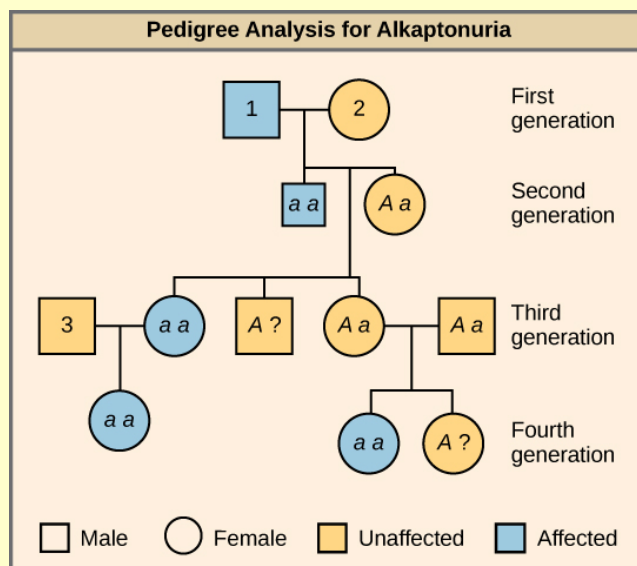 Pedigree Analysis for Alkaptonuria
1
2
First
generation
a a
A a
Second
generation
3
a a
A ?
A a
A a
Third
generation
a a
a a
A ?
Fourth
generation
Male
Female
Unaffected
Affected